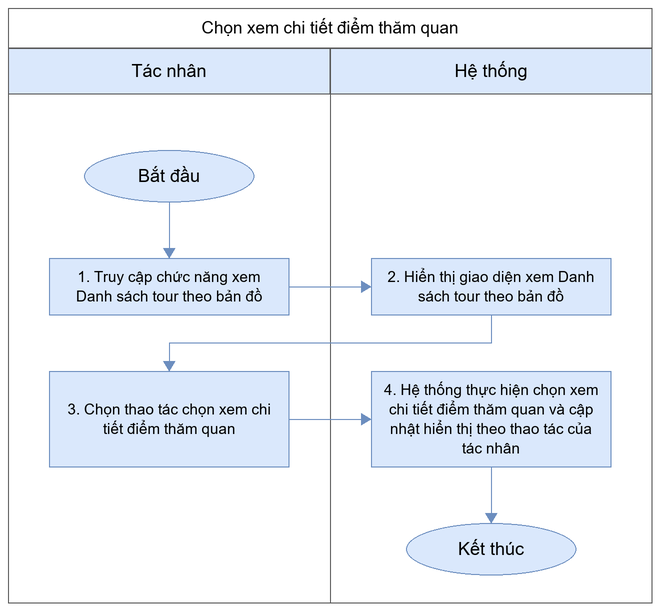 Chọn xem chi tiết điểm thăm quan
Tác nhân
Hệ thống
Bắt đầu
1. Truy cập chức năng xem
Danh sách tour theo bản đồ
2. Hiển thị giao diện xem Danh
sách tour theo bản đồ
3. Chọn thao tác chọn xem chi
tiết điểm thăm quan
4. Hệ thống thực hiện chọn xem
chi tiết điểm thăm quan và cập
nhật hiển thị theo thao tác của
tác nhân
Kết thúc